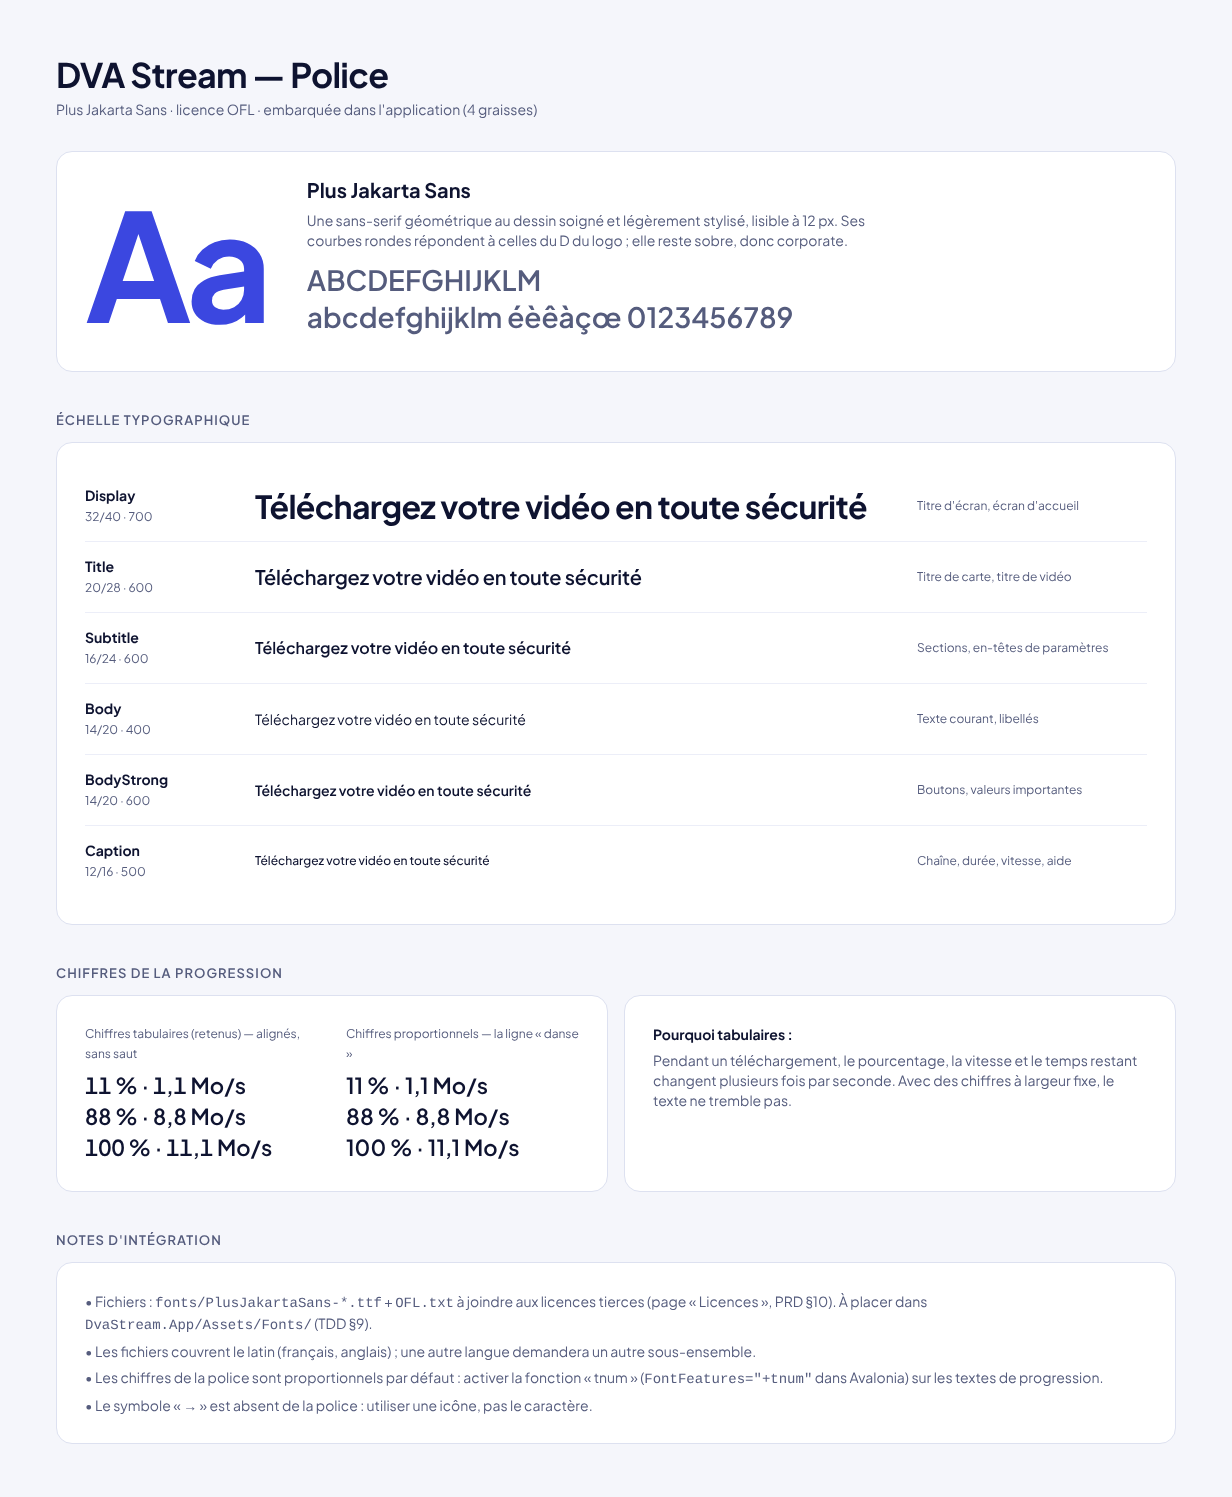 DVA Stream — Police
Plus Jakarta Sans · licence OFL · embarquée dans l'application (4 graisses)
Aa
Plus Jakarta Sans
Une sans-serif géométrique au dessin soigné et légèrement stylisé, lisible à 12 px. Ses
courbes rondes répondent à celles du D du logo ; elle reste sobre, donc corporate.
ABCDEFGHIJKLM
abcdefghijklm éèêàçœ 0123456789
ÉCHELLE TYPOGRAPHIQUE
Display
32/40 · 700
Téléchargez votre vidéo en toute sécurité
Titre d'écran, écran d'accueil
Title
20/28 · 600
Téléchargez votre vidéo en toute sécurité
Titre de carte, titre de vidéo
Subtitle
16/24 · 600
Téléchargez votre vidéo en toute sécurité
Sections, en-têtes de paramètres
Body
14/20 · 400
Téléchargez votre vidéo en toute sécurité
Texte courant, libellés
BodyStrong
14/20 · 600
Téléchargez votre vidéo en toute sécurité
Boutons, valeurs importantes
Caption
12/16 · 500
Téléchargez votre vidéo en toute sécurité
Chaîne, durée, vitesse, aide
CHIFFRES DE LA PROGRESSION
Chiffres tabulaires (retenus) — alignés,
sans saut
11 % · 1,1 Mo/s
88 % · 8,8 Mo/s
100 % · 11,1 Mo/s
Chiffres proportionnels — la ligne « danse
»
11 % · 1,1 Mo/s
88 % · 8,8 Mo/s
100 % · 11,1 Mo/s
Pourquoi tabulaires :
Pendant un téléchargement, le pourcentage, la vitesse et le temps restant
changent plusieurs fois par seconde. Avec des chiffres à largeur fixe, le
texte ne tremble pas.
NOTES D'INTÉGRATION
• Fichiers : fonts/PlusJakartaSans-*.ttf + OFL.txt à joindre aux licences tierces (page « Licences », PRD §10). À placer dans
DvaStream.App/Assets/Fonts/ (TDD §9).
• Les fichiers couvrent le latin (français, anglais) ; une autre langue demandera un autre sous-ensemble.
• Les chiffres de la police sont proportionnels par défaut : activer la fonction « tnum » (FontFeatures="+tnum" dans Avalonia) sur les textes de progression.
• Le symbole « → » est absent de la police : utiliser une icône, pas le caractère.